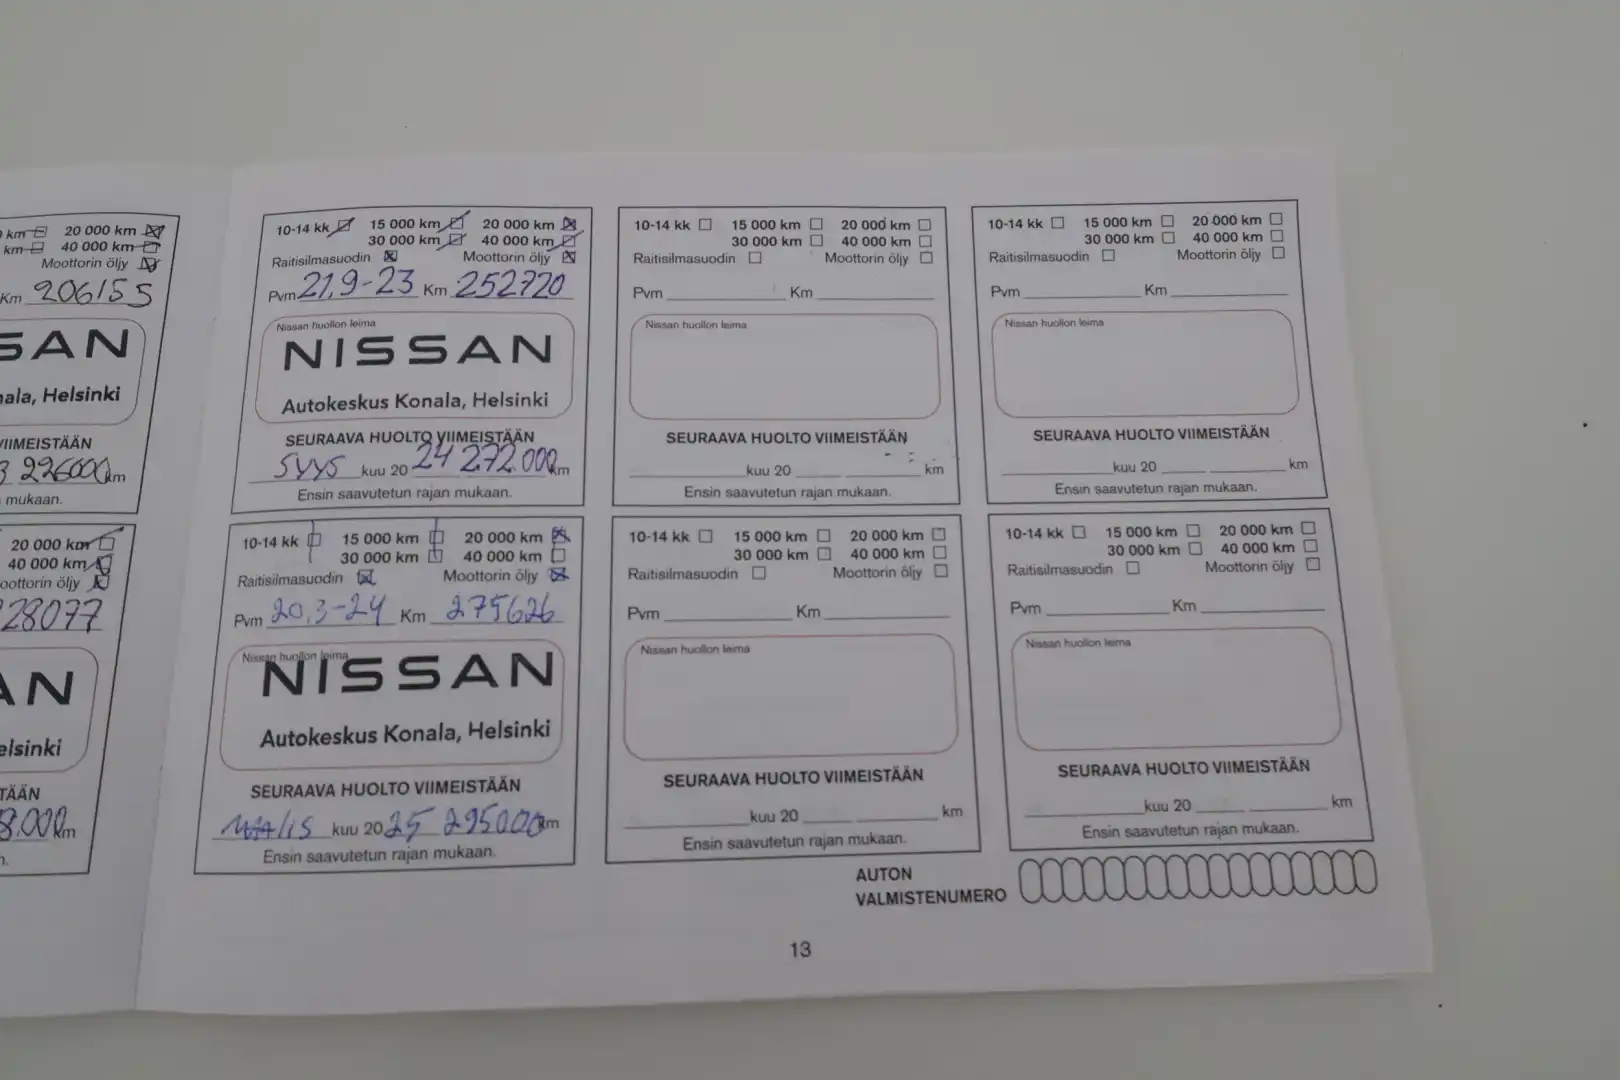 km
20 000 km
km
40 000 km
Moottorin öljy
Km 206155
SAN
nala, Helsinki
VIIMEISTÄÄN
3 226000 km
mukaan.
20 000 km
40 000 km
oottorin öljy
28077
AN
elsinki
TÄÄN
8.000 km
n.
10-14 kk 15 000 km 20 000 km
30 000 km 40 000 km
Raitisilmasuodin Moottorin öljy
Pvm 21.9-23 Km 252720
Nissan huollon leima
NISSAN
Autokeskus Konala, Helsinki
SEURAAVA HUOLTO VIIMEISTÄÄN
SYYS kuu 20 24 272.000 km
Ensin saavutetun rajan mukaan.
10-14 kk 15 000 km 20 000 km
30 000 km 40 000 km
Raitisilmasuodin Moottorin öljy
Pvm 20.3-24 Km 275626
Nissan huollon leima
NISSAN
Autokeskus Konala, Helsinki
SEURAAVA HUOLTO VIIMEISTÄÄN
MAALIS kuu 20 25 295000 km
Ensin saavutetun rajan mukaan.
10-14 kk 15 000 km 20 000 km
30 000 km 40 000 km
Raitisilmasuodin Moottorin öljy
Pvm Km
Nissan huollon leima
SEURAAVA HUOLTO VIIMEISTÄÄN
kuu 20 km
Ensin saavutetun rajan mukaan.
10-14 kk 15 000 km 20 000 km
30 000 km 40 000 km
Raitisilmasuodin Moottorin öljy
Pvm Km
Nissan huollon leima
SEURAAVA HUOLTO VIIMEISTÄÄN
kuu 20 km
Ensin saavutetun rajan mukaan.
10-14 kk 15 000 km 20 000 km
30 000 km 40 000 km
Raitisilmasuodin Moottorin öljy
Pvm Km
Nissan huollon leima
SEURAAVA HUOLTO VIIMEISTÄÄN
kuu 20 km
Ensin saavutetun rajan mukaan.
10-14 kk 15 000 km 20 000 km
30 000 km 40 000 km
Raitisilmasuodin Moottorin öljy
Pvm Km
Nissan huollon leima
SEURAAVA HUOLTO VIIMEISTÄÄN
kuu 20 km
Ensin saavutetun rajan mukaan.
AUTON
VALMISTENUMERO
13